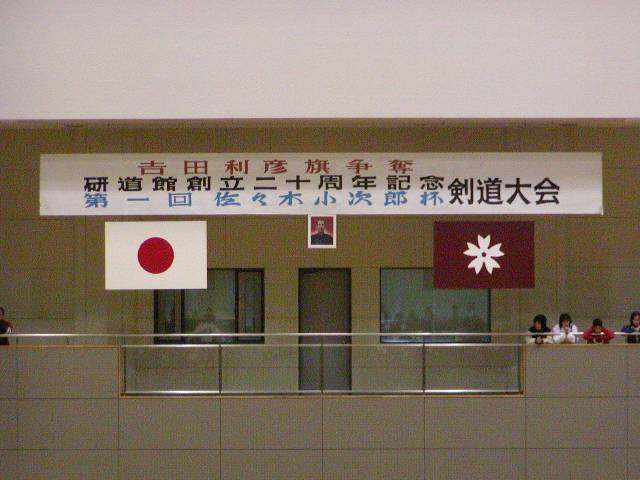 吉田利彦旗争奪
研道館創立二十周年記念
第一回 佐々木小次郎杯 剣道大会